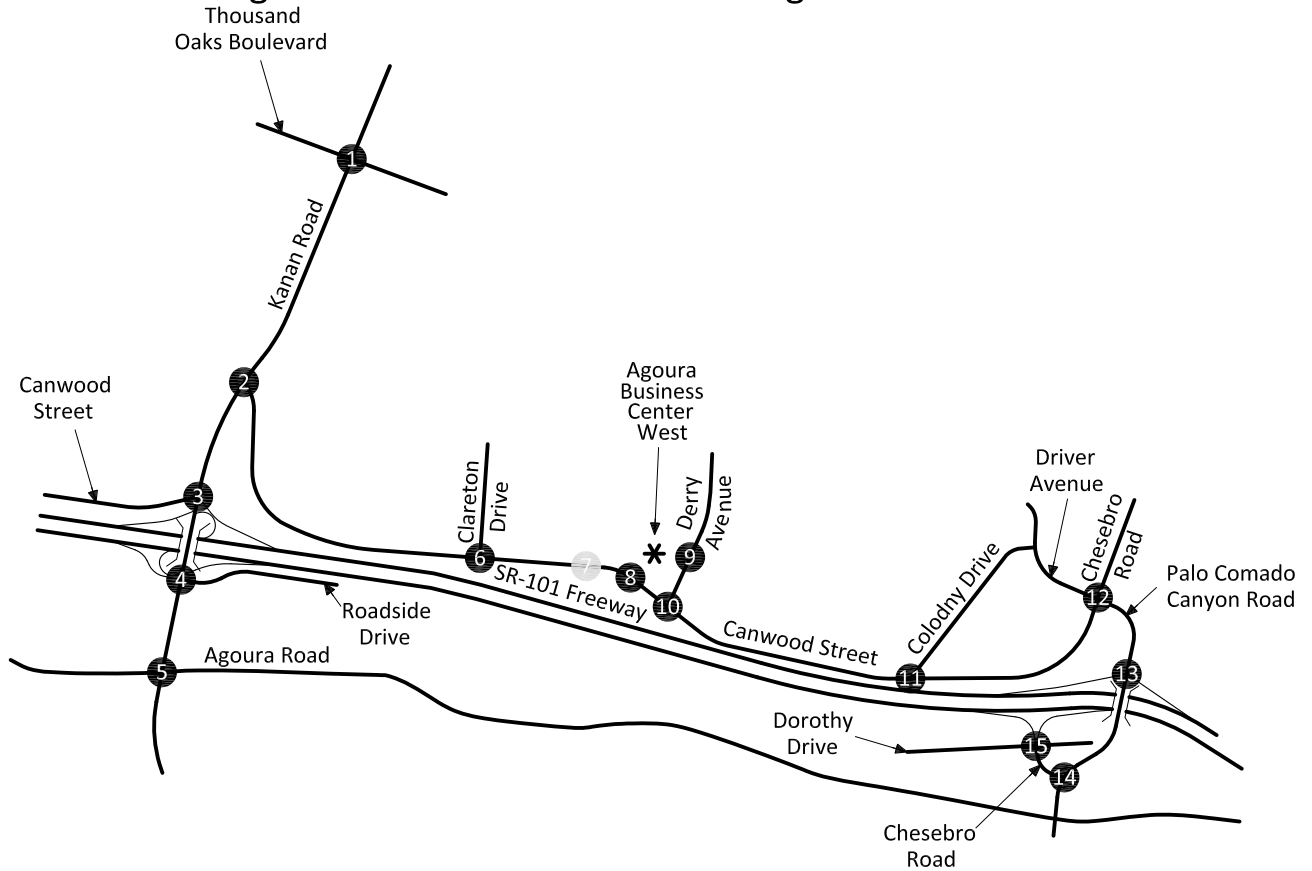 Thousand
Oaks Boulevard
1
Kanan Road
2
Canwood
Street
3
4
Roadside
Drive
5
Agoura Road
Clareton
Drive
6
7
SR-101 Freeway
Agoura
Business
Center
West
*
8
Derry
Avenue
9
10
Canwood Street
Colodny Drive
11
Driver
Avenue
Chesebro
Road
12
Palo Comado
Canyon Road
13
Dorothy
Drive
15
14
Chesebro
Road